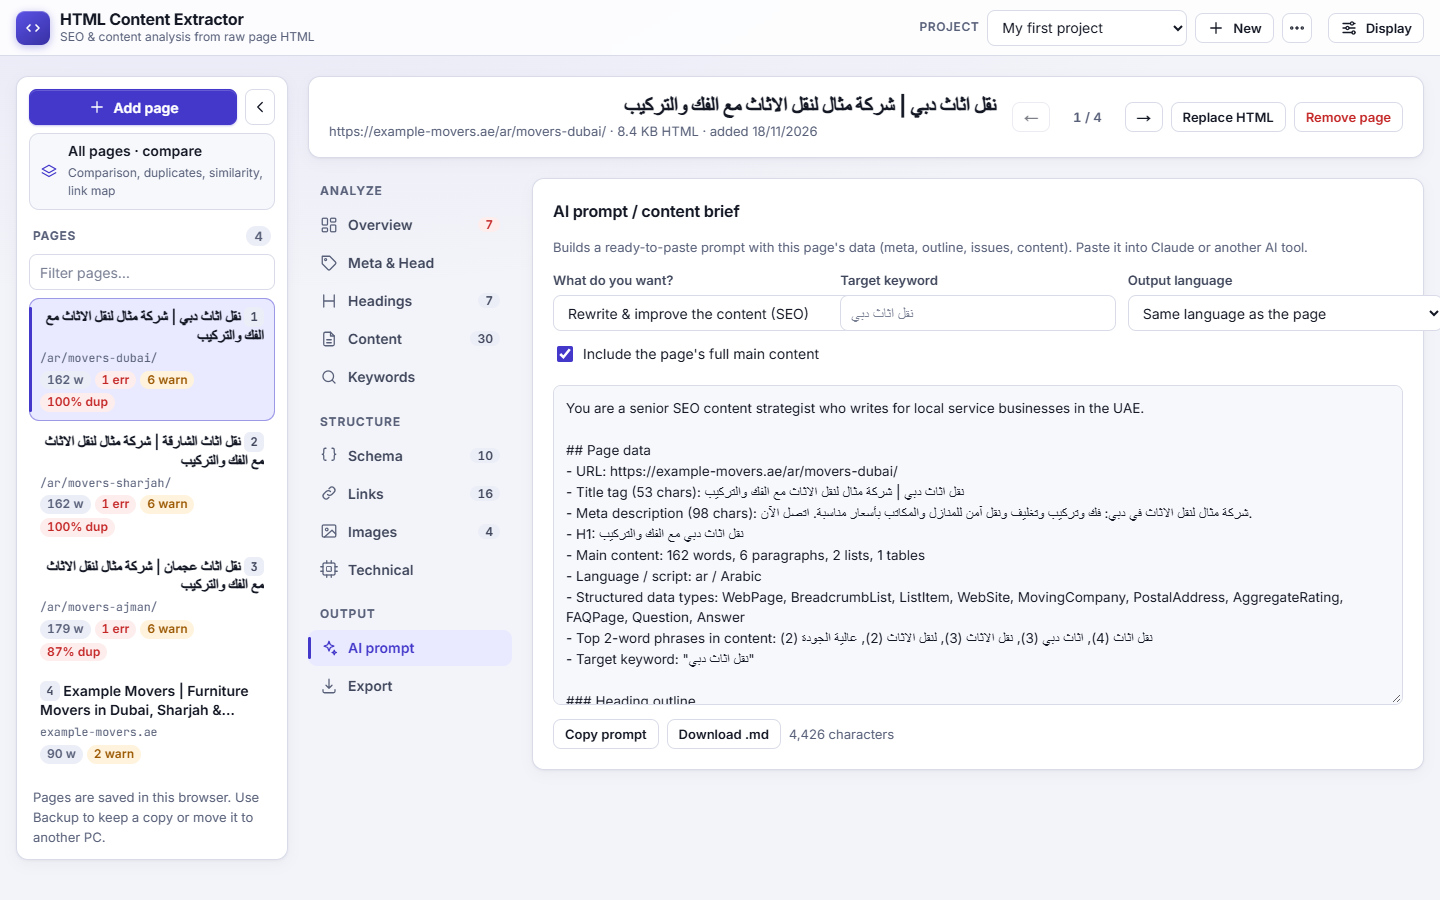 HTML Content Extractor
SEO & content analysis from raw page HTML
PROJECT
My first project
New
Display
Add page
All pages · compare
Comparison, duplicates, similarity,
link map
PAGES
4
Filter pages...
1 نقل اثاث دبي | شركة مثال لنقل الاثاث مع
الفك والتركيب
/ar/movers-dubai/
162 w 1 err 6 warn
100% dup
2 نقل اثاث الشارقة | شركة مثال لنقل الاثاث
مع الفك والتركيب
/ar/movers-sharjah/
162 w 1 err 6 warn
100% dup
3 نقل اثاث عجمان | شركة مثال لنقل الاثاث
مع الفك والتركيب
/ar/movers-ajman/
179 w 1 err 6 warn
87% dup
4 Example Movers | Furniture
Movers in Dubai, Sharjah &...
example-movers.ae
90 w 2 warn
Pages are saved in this browser. Use
Backup to keep a copy or move it to
another PC.
نقل اثاث دبي | شركة مثال لنقل الاثاث مع الفك والتركيب
https://example-movers.ae/ar/movers-dubai/ · 8.4 KB HTML · added 18/11/2026
← 1 / 4 → Replace HTML Remove page
ANALYZE
Overview 7
Meta & Head
Headings 7
Content 30
Keywords
STRUCTURE
Schema 10
Links 16
Images 4
Technical
OUTPUT
AI prompt
Export
AI prompt / content brief
Builds a ready-to-paste prompt with this page's data (meta, outline, issues, content). Paste it into Claude or another AI tool.
What do you want?
Rewrite & improve the content (SEO)
Target keyword
نقل اثاث دبي
Output language
Same language as the page
Include the page's full main content
You are a senior SEO content strategist who writes for local service businesses in the UAE.
## Page data
- URL: https://example-movers.ae/ar/movers-dubai/
- Title tag (53 chars): نقل اثاث دبي | شركة مثال لنقل الاثاث مع الفك والتركيب
- Meta description (98 chars): شركة مثال لنقل الاثاث في دبي: فك وتركيب وتغليف ونقل آمن للمنازل والمكاتب بأسعار مناسبة. اتصل الآن.
- H1: نقل اثاث دبي مع الفك والتركيب
- Main content: 162 words, 6 paragraphs, 2 lists, 1 tables
- Language / script: ar / Arabic
- Structured data types: WebPage, BreadcrumbList, ListItem, WebSite, MovingCompany, PostalAddress, AggregateRating,
FAQPage, Question, Answer
- Top 2-word phrases in content: نقل اثاث (4), اثاث دبي (3), نقل الاثاث (3), لنقل الاثاث (2), عالية الجودة (2)
- Target keyword: "نقل اثاث دبي"
### Heading outline
Copy prompt
Download .md
4,426 characters